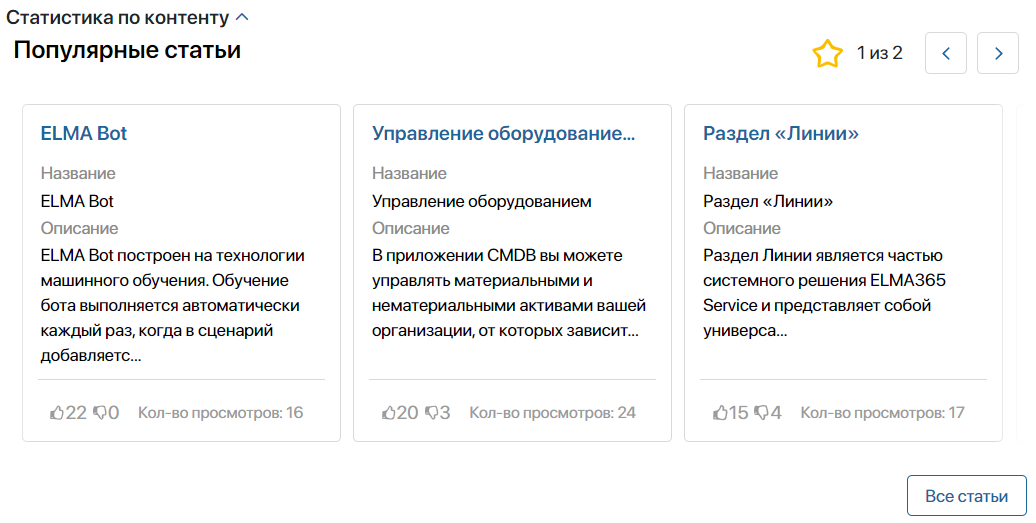 Статистика по контенту
Популярные статьи
1 из 2
ELMA Bot
Название
ELMA Bot
Описание
ELMA Bot построен на технологии
машинного обучения. Обучение
бота выполняется автоматически
каждый раз, когда в сценарий
добавляетс...
22 0 Кол-во просмотров: 16
Управление оборудование...
Название
Управление оборудованием
Описание
В приложении CMDB вы можете
управлять материальными и
нематериальными активами вашей
организации, от которых зависит...
20 3 Кол-во просмотров: 24
Раздел «Линии»
Название
Раздел «Линии»
Описание
Раздел Линии является частью
системного решения ELMA365
Service и представляет собой
универса...
15 4 Кол-во просмотров: 17
Все статьи